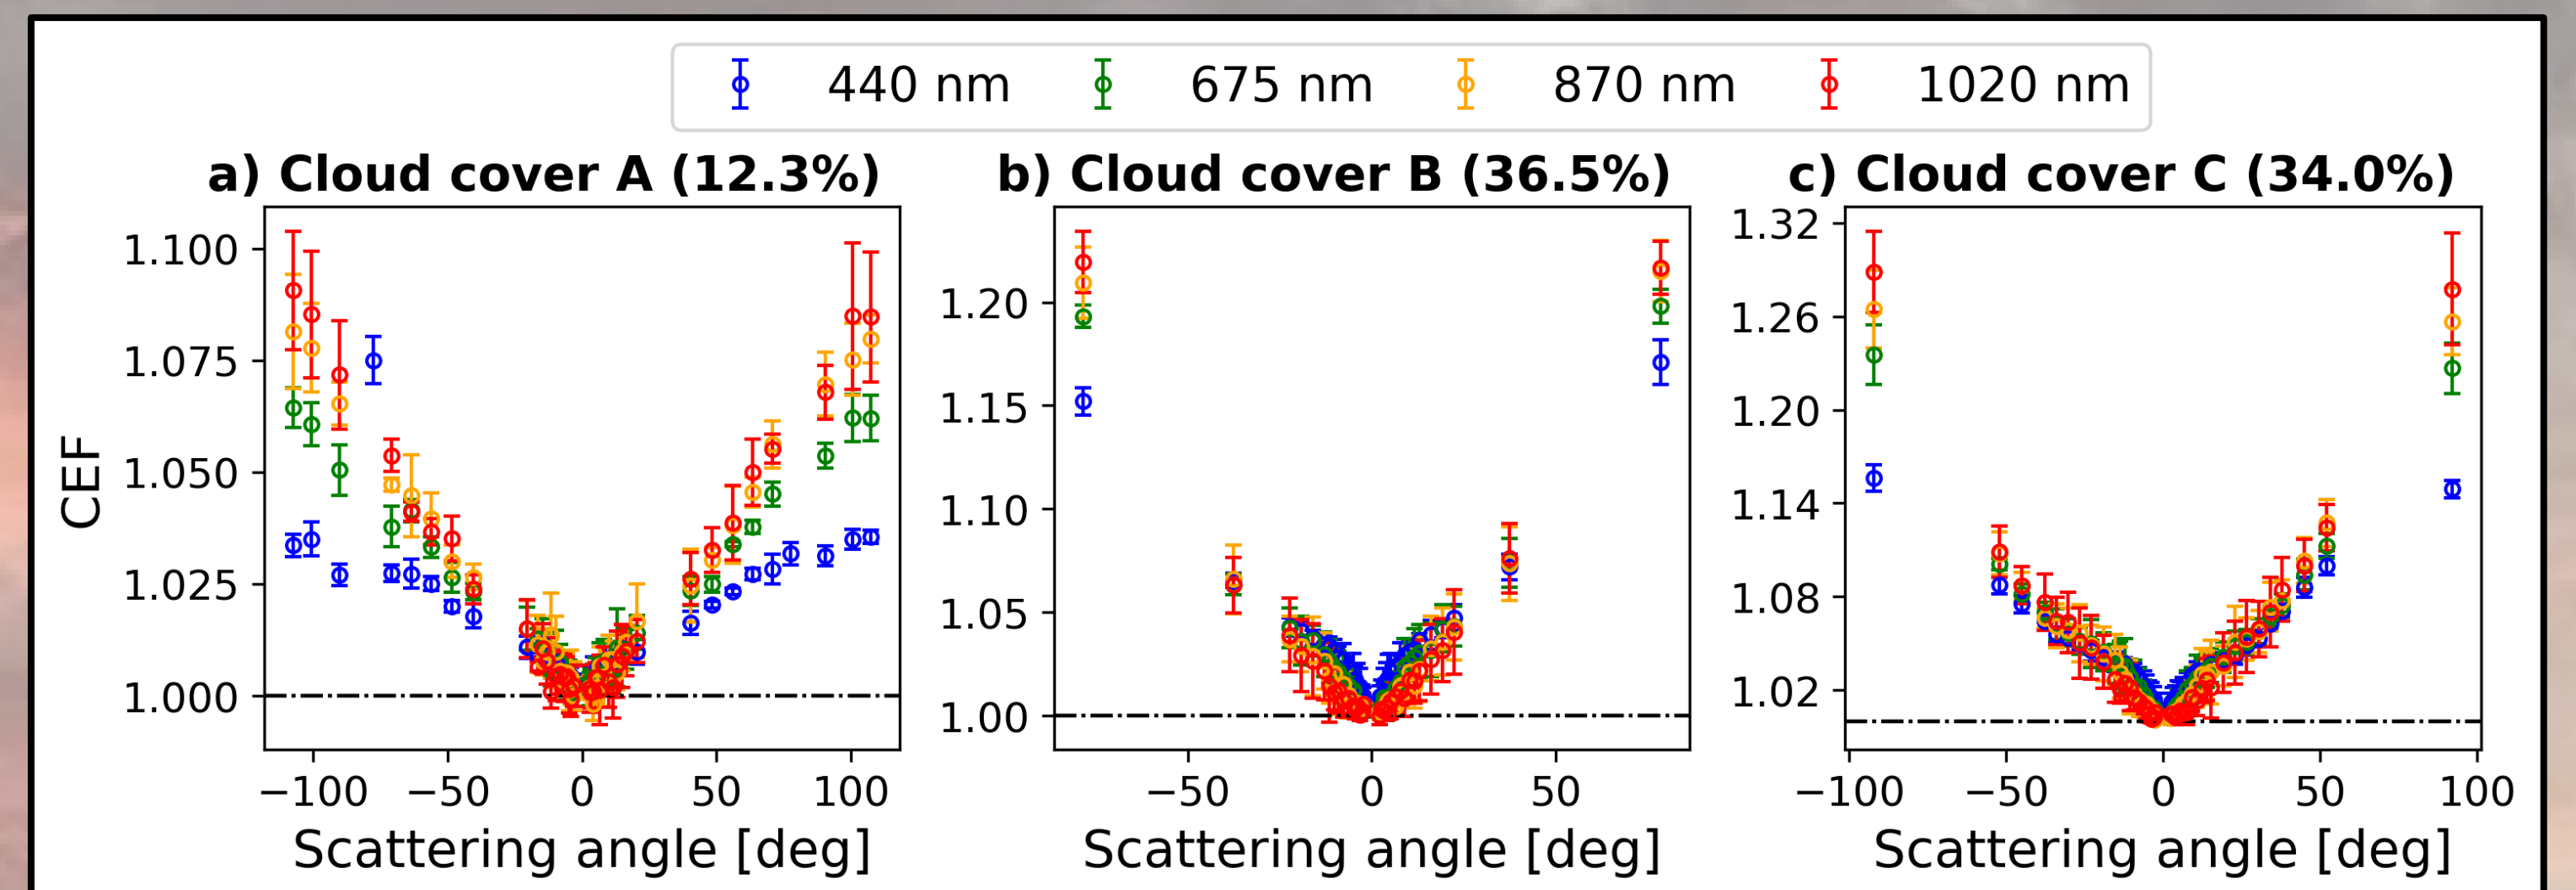 440 nm 675 nm 870 nm 1020 nm
a) Cloud cover A (12.3%)
b) Cloud cover B (36.5%)
c) Cloud cover C (34.0%)
CEF
1.100
1.075
1.050
1.025
1.000
−100 −50 0 50 100
Scattering angle [deg]
1.20
1.15
1.10
1.05
1.00
−50 0 50
Scattering angle [deg]
1.32
1.26
1.20
1.14
1.08
1.02
−100 −50 0 50 100
Scattering angle [deg]